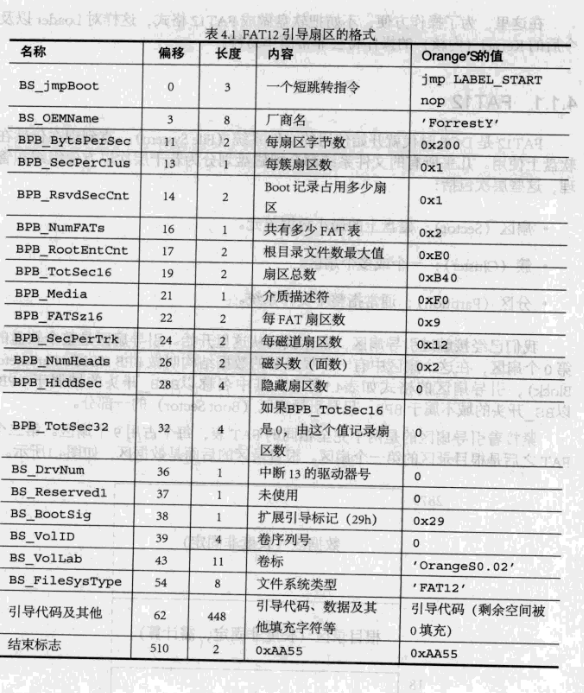 表4.1 FAT12 引导扇区的格式
名称 偏移 长度 内容 Orange'S的值
BS_jmpBoot 0 3 一个短跳转指令 jmp LABEL_START
nop
BS_OEMName 3 8 厂商名 'ForrestY'
BPB_BytsPerSec 11 2 每扇区字节数 0x200
BPB_SecPerClus 13 1 每簇扇区数 0x1
BPB_RsvdSecCnt 14 2 Boot 记录占用多少扇
区 0x1
BPB_NumFATs 16 1 共有多少 FAT 表 0x2
BPB_RootEntCnt 17 2 根目录文件数最大值 0xE0
BPB_TotSec16 19 2 扇区总数 0xB40
BPB_Media 21 1 介质描述符 0xF0
BPB_FATSz16 22 2 每 FAT 扇区数 0x9
BPB_SecPerTrk 24 2 每磁道扇区数 0x12
BPB_NumHeads 26 2 磁头数（面数） 0x2
BPB_HiddSec 28 4 隐藏扇区数 0
BPB_TotSec32 32 4 如果BPB_TotSec16
是 0，由这个值记录扇
区数 0
BS_DrvNum 36 1 中断 13 的驱动器号 0
BS_Reserved1 37 1 未使用 0
BS_BootSig 38 1 扩展引导标记（29h） 0x29
BS_VolID 39 4 卷序列号 0
BS_VolLab 43 11 卷标 'OrangeS0.02'
BS_FileSysType 54 8 文件系统类型 'FAT12'
引导代码及其他 62 448 引导代码、数据及其
他填充字符等 引导代码（剩余空间被
0 填充）
结束标志 510 2 0xAA55 0xAA55